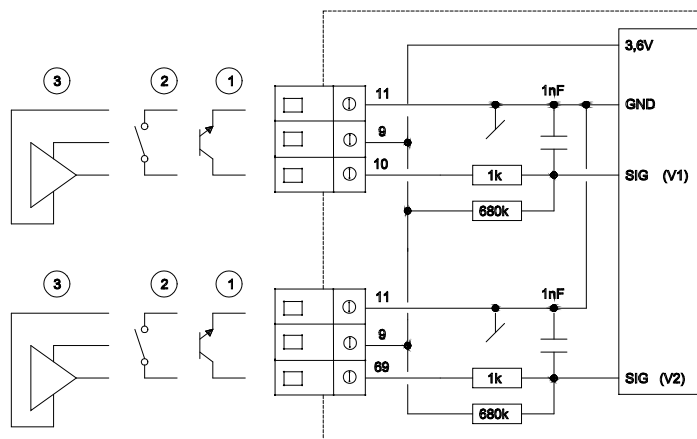 3,6V
3 2 1
11 1nF GND
9
10 1k SIG (V1)
680k
3 2 1
11 1nF
9
69 1k SIG (V2)
680k